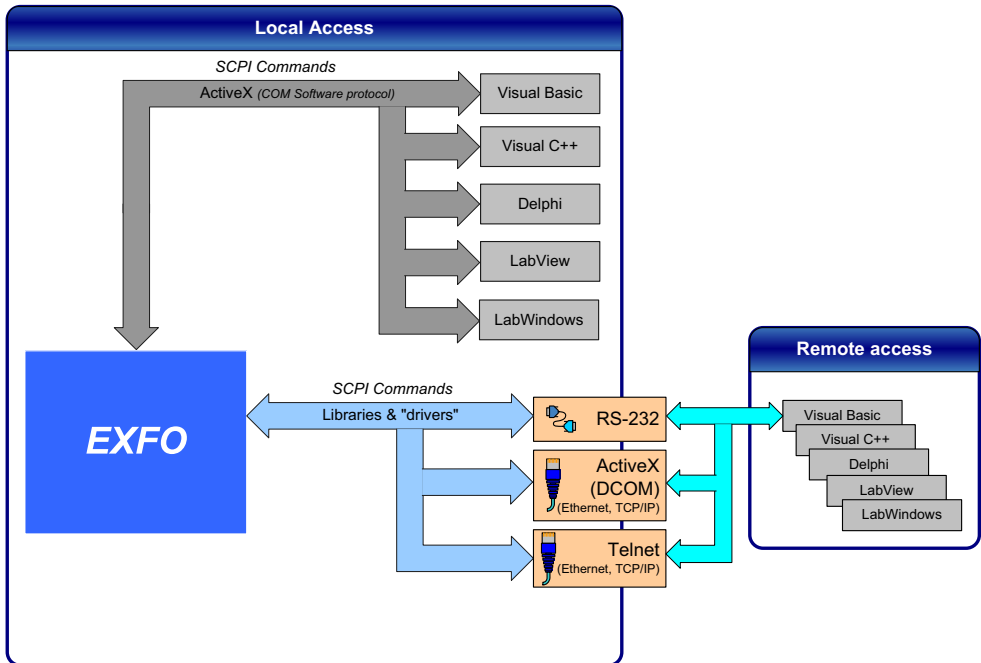 Local Access
SCPI Commands
ActiveX (COM Software protocol)
Visual Basic
Visual C++
Delphi
LabView
LabWindows
EXFO
SCPI Commands
Libraries & "drivers"
RS-232
ActiveX
(DCOM)
(Ethernet, TCP/IP)
Telnet
(Ethernet, TCP/IP)
Remote access
Visual Basic
Visual C++
Delphi
LabView
LabWindows